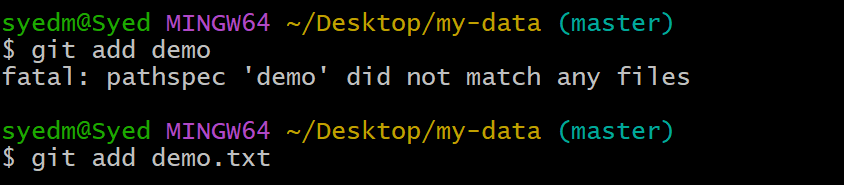 syedm@Syed MINGW64 ~/Desktop/my-data (master)
$ git add demo
fatal: pathspec 'demo' did not match any files
syedm@Syed MINGW64 ~/Desktop/my-data (master)
$ git add demo.txt